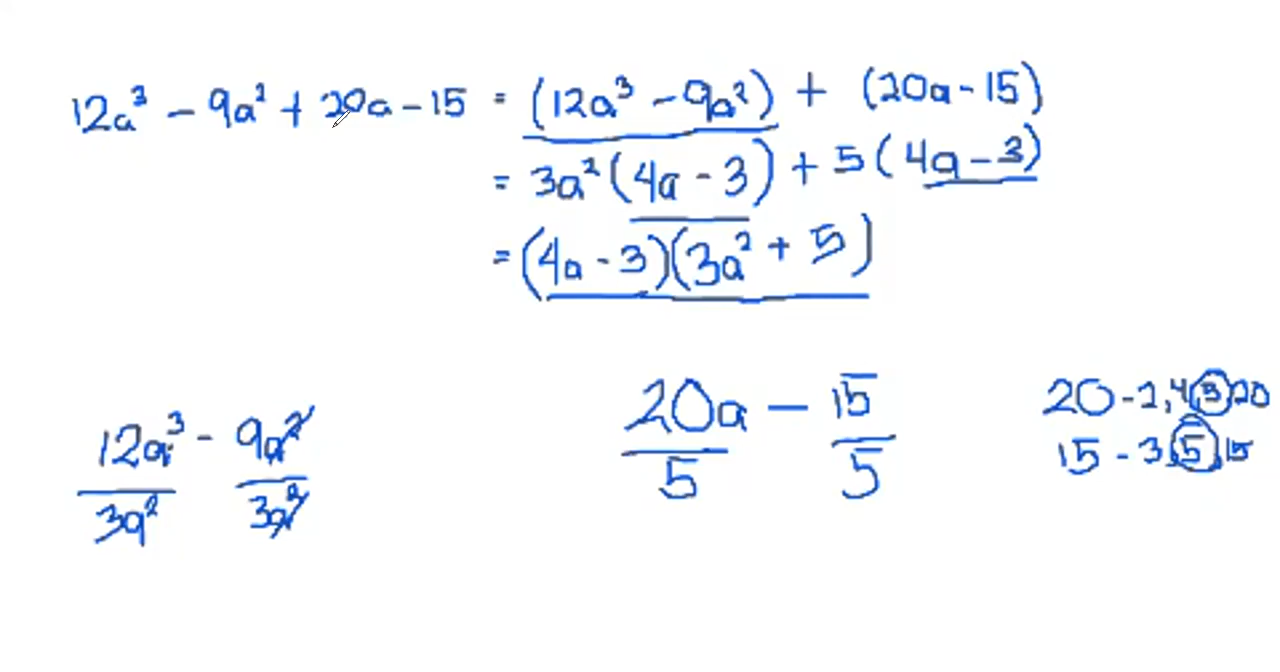 12a³ - 9a² + 20a - 15 = (12a³ - 9a²) + (20a - 15)
= 3a² (4a - 3) + 5 (4a - 3)
= (4a - 3)(3a² + 5)
12a³/3a² - 9a²/3a²
20a/5 - 15/5
20 - 2, 4, 5, 20
15 - 3, 5, 15